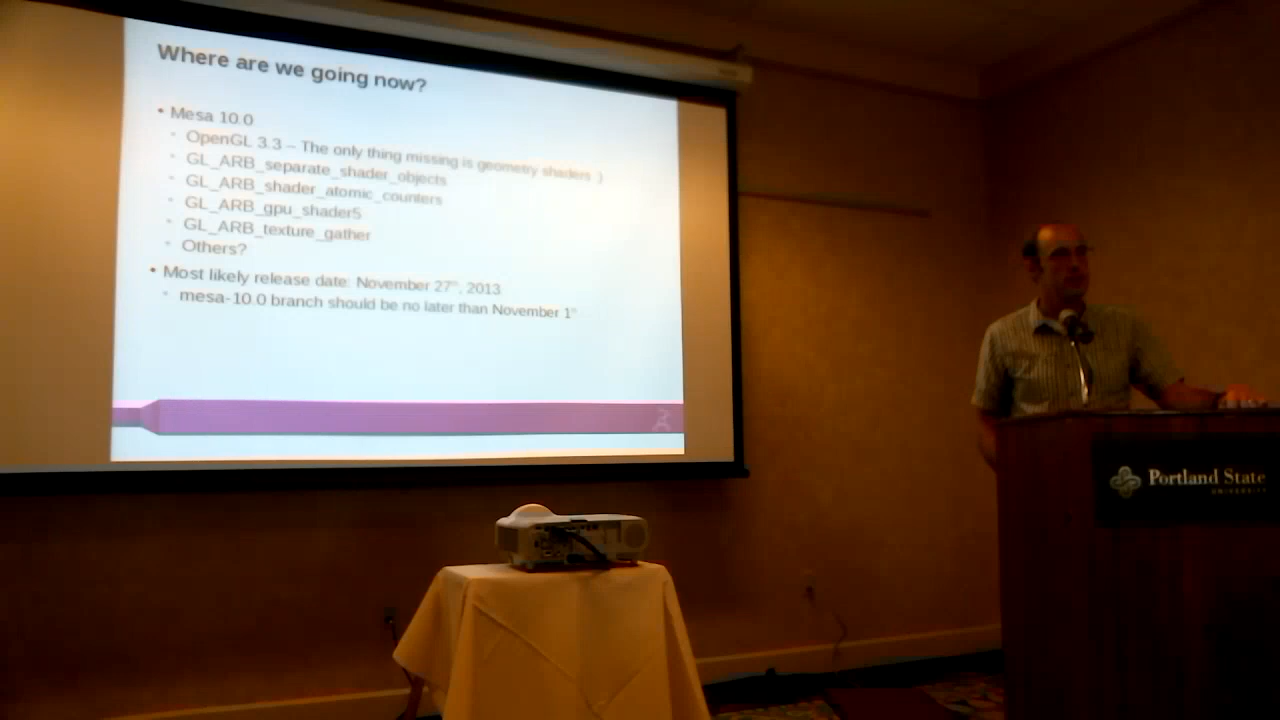 Where are we going now?
• Mesa 10.0
• OpenGL 3.3 – The only thing missing is geometry shaders :)
• GL_ARB_separate_shader_objects
• GL_ARB_shader_atomic_counters
• GL_ARB_gpu_shader5
• GL_ARB_texture_gather
• Others?
• Most likely release date: November 27th, 2013
• mesa-10.0 branch should be no later than November 1st
Portland State
UNIVERSITY